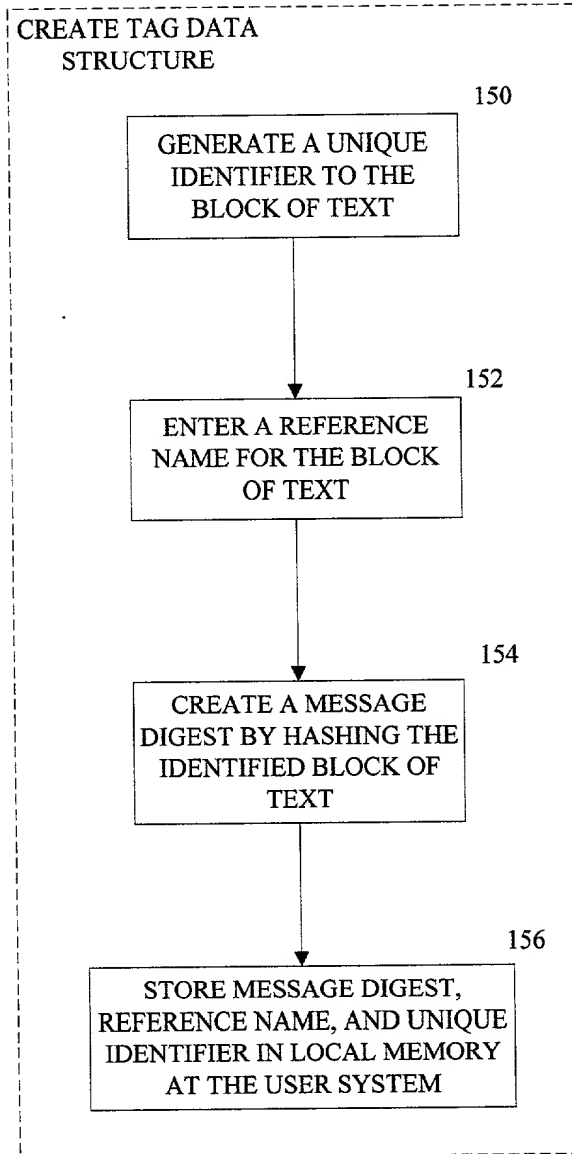 CREATE TAG DATA
STRUCTURE
150
GENERATE A UNIQUE
IDENTIFIER TO THE
BLOCK OF TEXT
152
ENTER A REFERENCE
NAME FOR THE BLOCK
OF TEXT
154
CREATE A MESSAGE
DIGEST BY HASHING THE
IDENTIFIED BLOCK OF
TEXT
156
STORE MESSAGE DIGEST,
REFERENCE NAME, AND UNIQUE
IDENTIFIER IN LOCAL MEMORY
AT THE USER SYSTEM